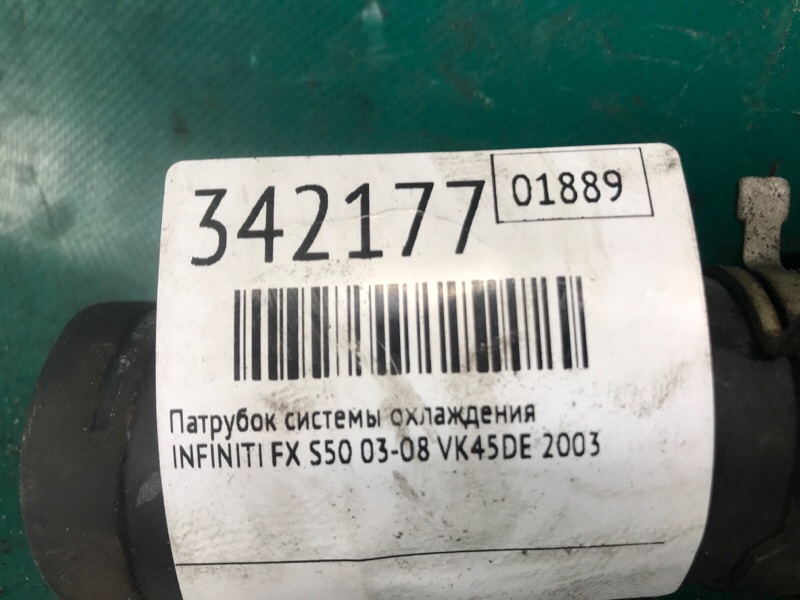 342177
01889
Патрубок системы охлаждения
INFINITI FX S50 03-08 VK45DE 2003